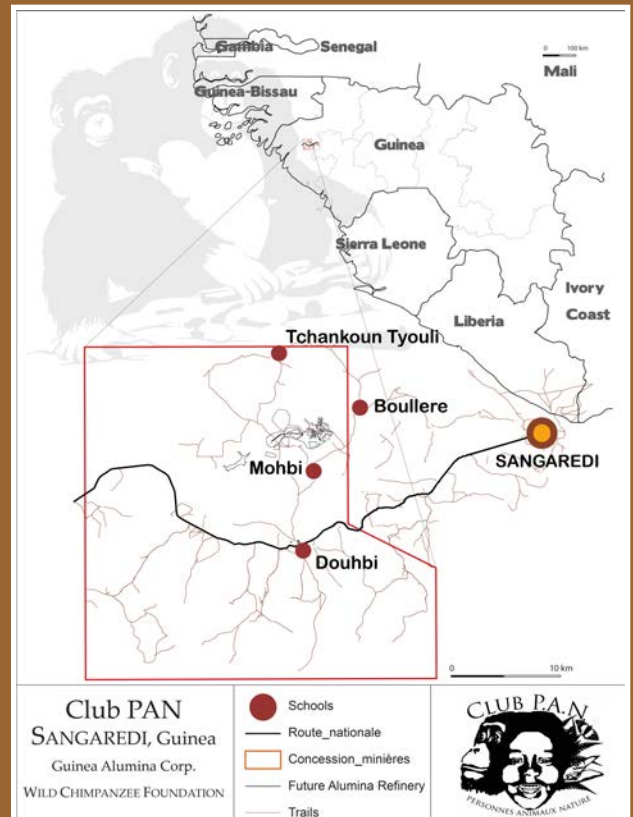 Gambia
Senegal
0 100 km
Mali
Guinea-Bissau
Guinea
Sierra Leone
Ivory
Coast
Liberia
Tchankoun Tyouli
Boullere
SANGAREDI
Mohbi
Douhbi
0 10 km
Club PAN
SANGAREDI, Guinea
Guinea Alumina Corp.
WILD CHIMPANZEE FOUNDATION
Schools
Route_nationale
Concession_minières
Future Alumina Refinery
Trails
CLUB P.A.N
PERSONNES ANIMAUX NATURE